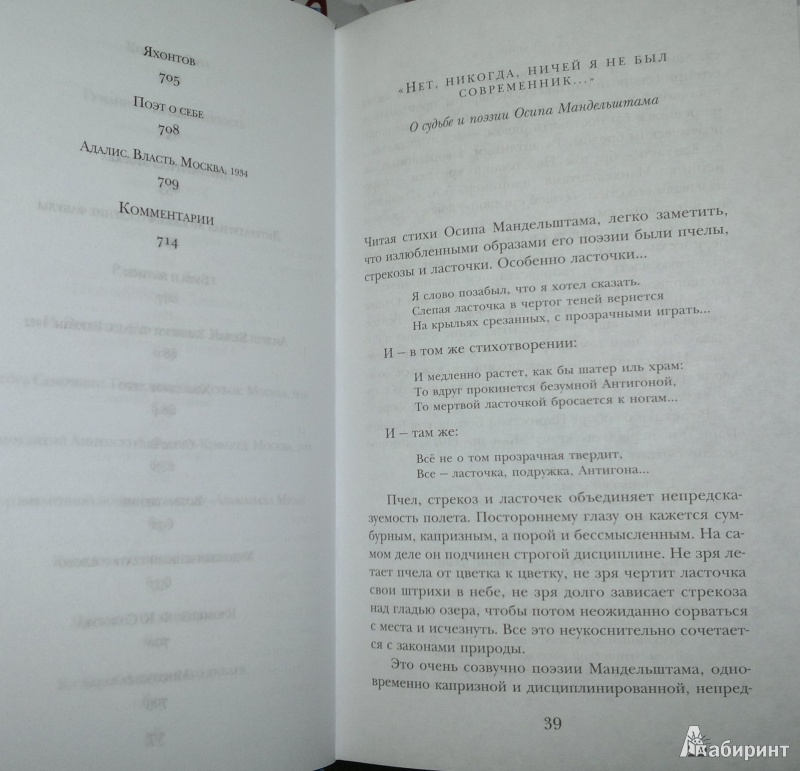 Яхонтов
705
Поэт о себе
708
Адалис. Власть. Москва, 1934
709
Комментарии
714
«Нет, никогда, ничей я не был
современник...»
О судьбе и поэзии Осипа Мандельштама
Читая стихи Осипа Мандельштама, легко заметить,
что излюбленными образами его поэзии были пчелы,
стрекозы и ласточки. Особенно ласточки...
Я слово позабыл, что я хотел сказать.
Слепая ласточка в чертог теней вернется
На крыльях срезанных, с прозрачными играть...
И – в том же стихотворении:
И медленно растет, как бы шатер иль храм:
То вдруг прокинется безумной Антигоной,
То мертвой ласточкой бросается к ногам...
И – там же:
Всё не о том прозрачная твердит,
Все – ласточка, подружка, Антигона...
Пчел, стрекоз и ласточек объединяет непредска-
зуемость полета. Постороннему глазу он кажется сум-
бурным, капризным, а порой и бессмысленным. На са-
мом деле он подчинен строгой дисциплине. Не зря ле-
тает пчела от цветка к цветку, не зря чертит ласточка
свои штрихи в небе, не зря долго зависает стрекоза
над гладью озера, чтобы потом неожиданно сорваться
с места и исчезнуть. Все это неукоснительно сочетает-
ся с законами природы.
Это очень созвучно поэзии Мандельштама, одно-
временно капризной и дисциплинированной, непред-
39
Лабиринт